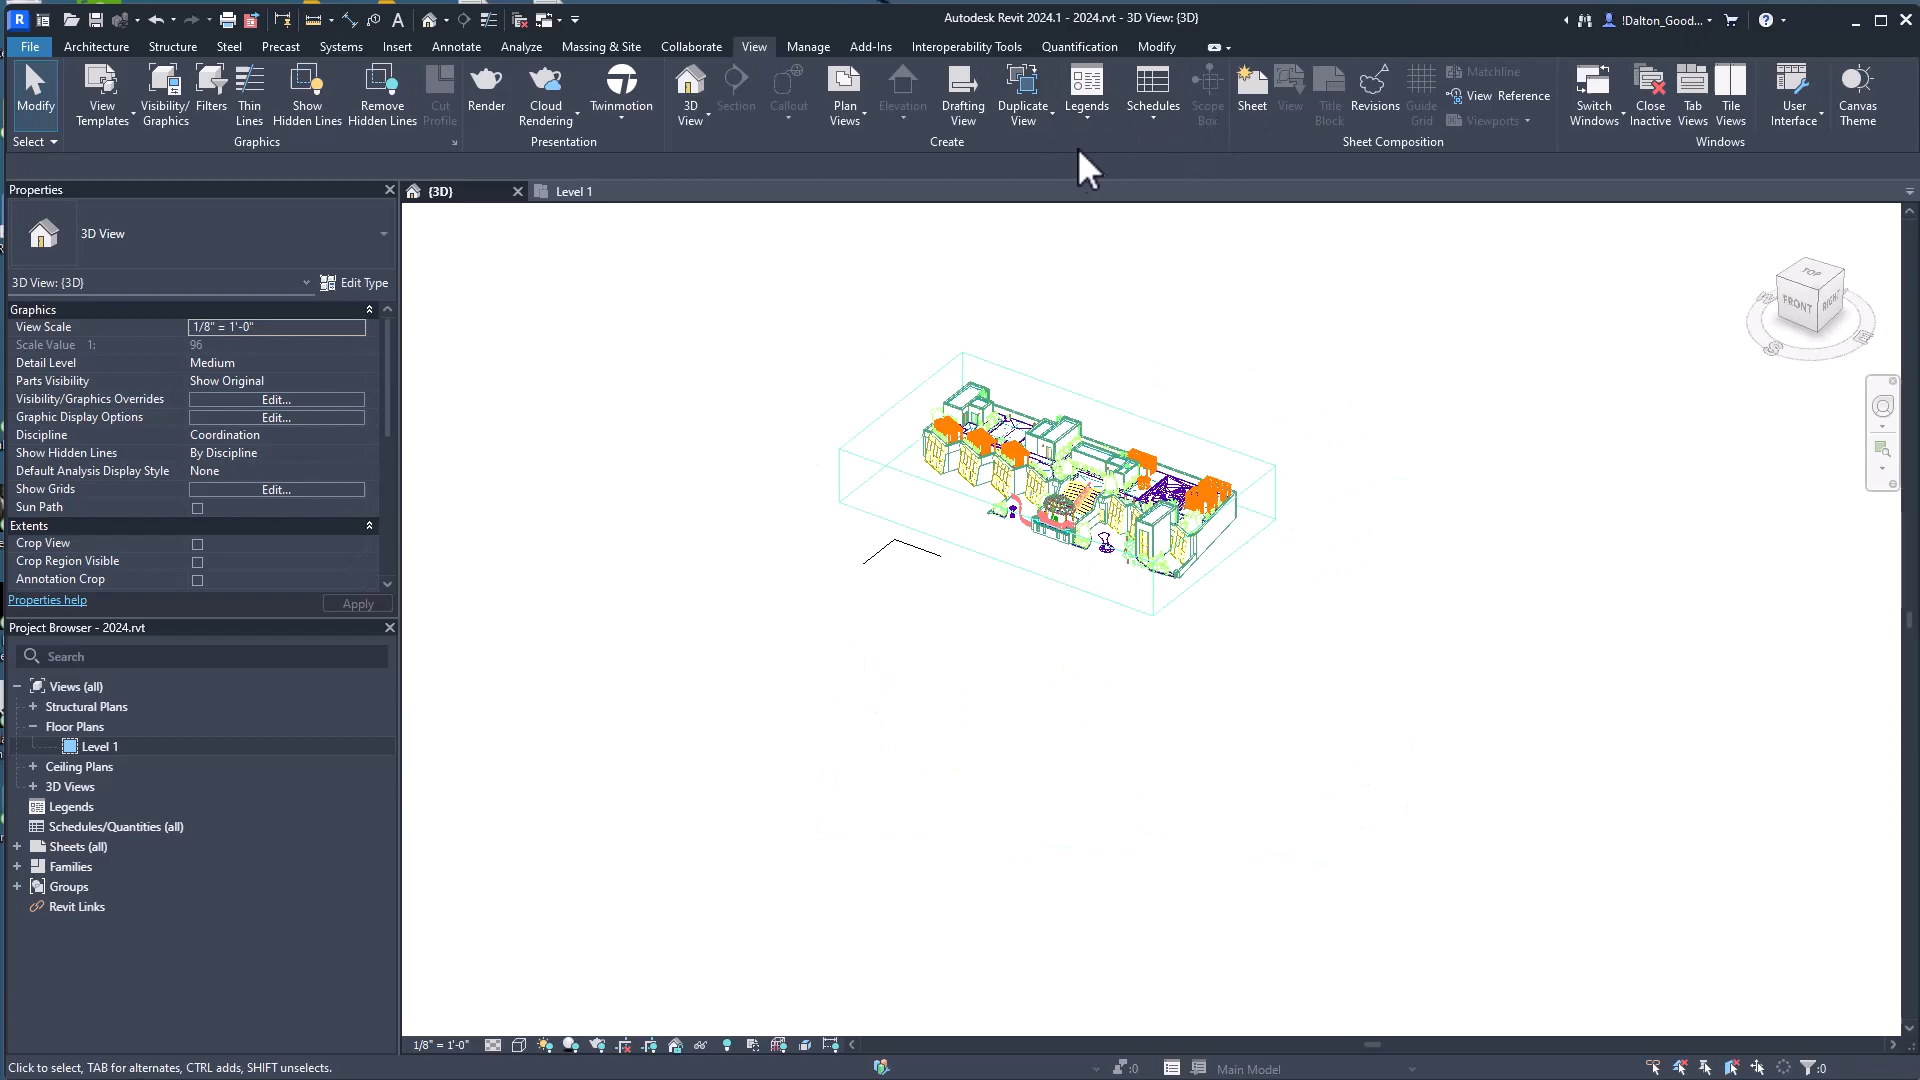 Autodesk Revit 2024.1 - 2024.rvt - 3D View: {3D}
!Dalton_Good...
File Architecture Structure Steel Precast Systems Insert Annotate Analyze Massing & Site Collaborate View Manage Add-Ins Interoperability Tools Quantification Modify
Modify
View Templates
Visibility/ Graphics
Filters
Thin Lines
Show Hidden Lines
Remove Hidden Lines
Cut Profile
Render
Cloud Rendering
Twinmotion
3D View
Section
Callout
Plan Views
Elevation
Drafting View
Duplicate View
Legends
Schedules
Scope Box
Sheet
View
Title Block
Revisions
Guide Grid
Matchline
View Reference
Viewports
Switch Windows
Close Inactive
Tab Views
Tile Views
User Interface
Canvas Theme
Select Graphics Presentation Create Sheet Composition Windows
Properties
{3D} Level 1
3D View
3D View: {3D} Edit Type
Graphics
View Scale 1/8" = 1'-0"
Scale Value 1: 96
Detail Level Medium
Parts Visibility Show Original
Visibility/Graphics Overrides Edit...
Graphic Display Options Edit...
Discipline Coordination
Show Hidden Lines By Discipline
Default Analysis Display Style None
Show Grids Edit...
Sun Path
Extents
Crop View
Crop Region Visible
Annotation Crop
Properties help Apply
Project Browser - 2024.rvt
Search
Views (all)
Structural Plans
Floor Plans
Level 1
Ceiling Plans
3D Views
Legends
Schedules/Quantities (all)
Sheets (all)
Families
Groups
Revit Links
TOP
FRONT
RIGHT
S
E
1/8" = 1'-0"
Click to select, TAB for alternates, CTRL adds, SHIFT unselects.
:0
Main Model
:0